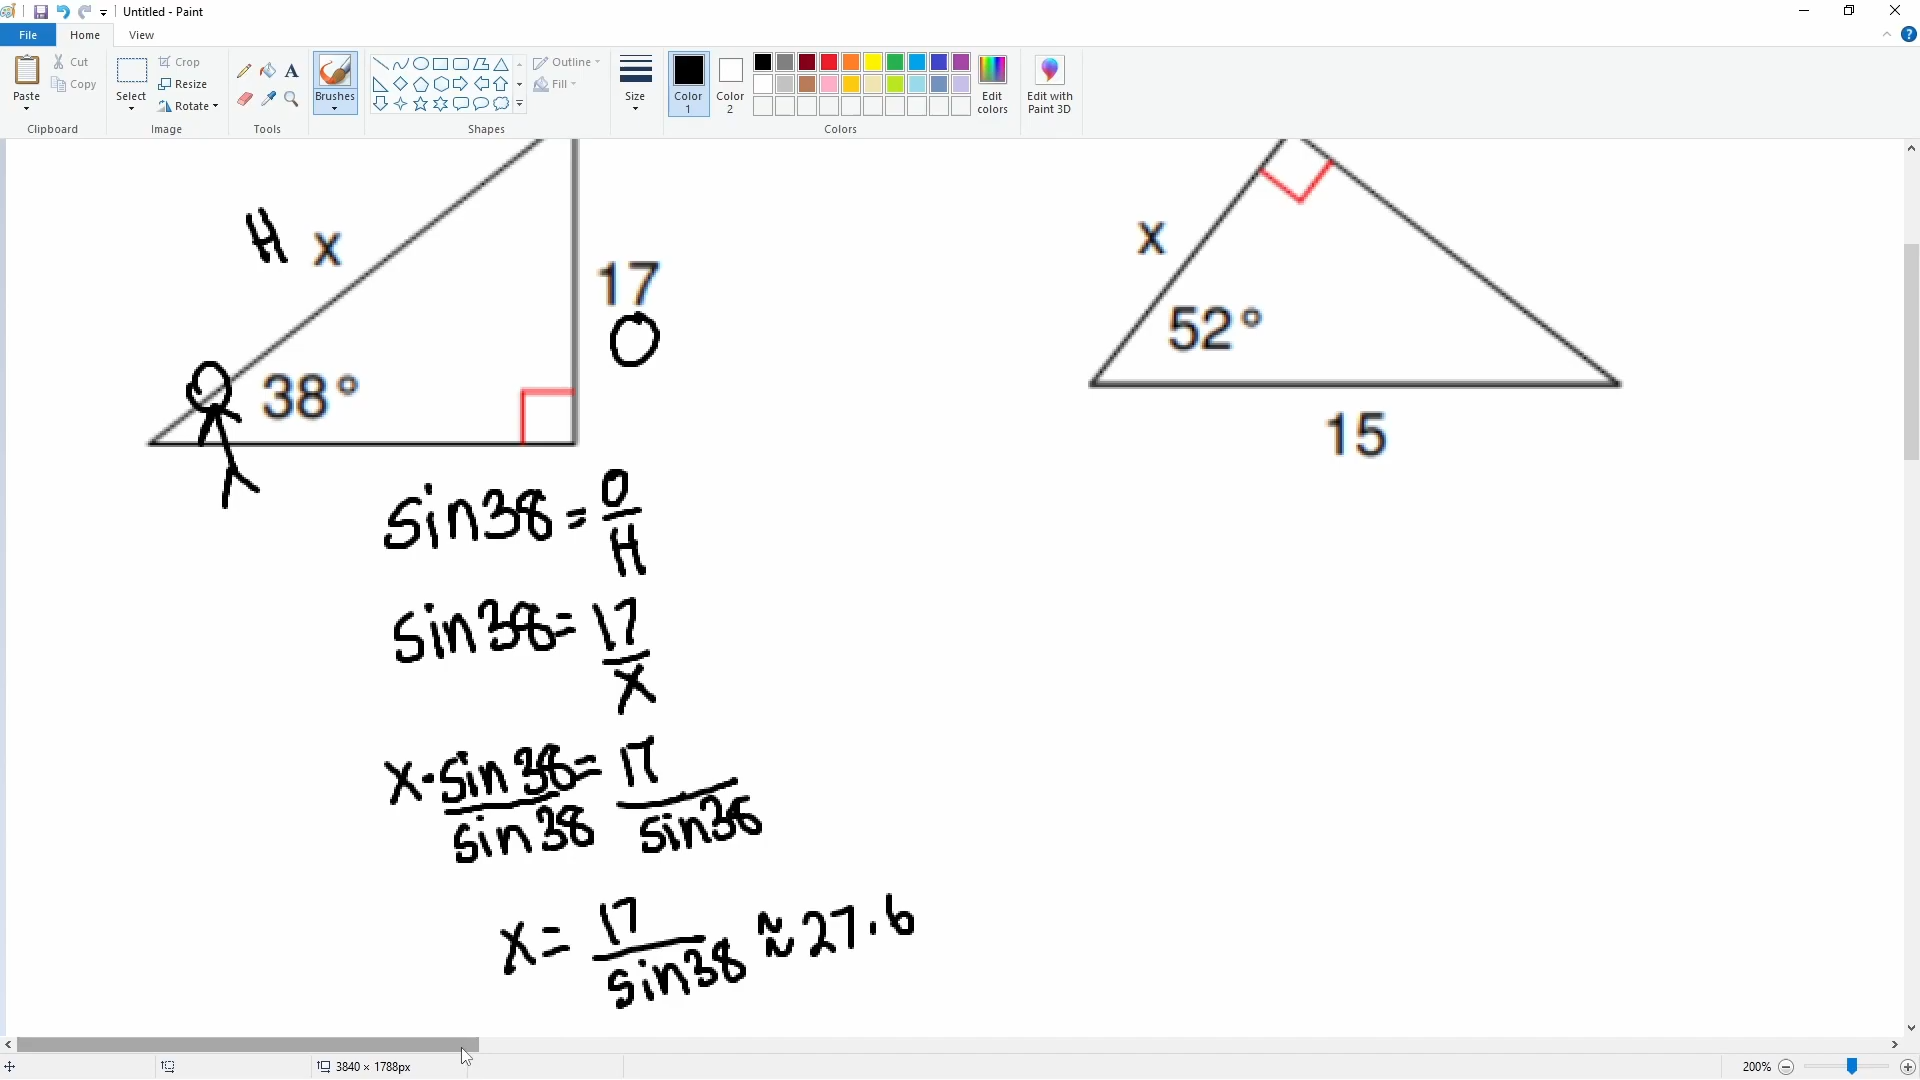 Untitled - Paint
File Home View
Paste Cut Copy Clipboard
Select Crop Resize Rotate Image
A Tools
Brushes
Outline Fill Shapes
Size
Color 1 Color 2 Colors
Edit colors
Edit with Paint 3D
H x
17
O
38°
x
52°
15
sin38=O/H
sin38=17/X
X·sin38/sin38=17/sin38
X=17/sin38≈27.6
3840 × 1788px
200%